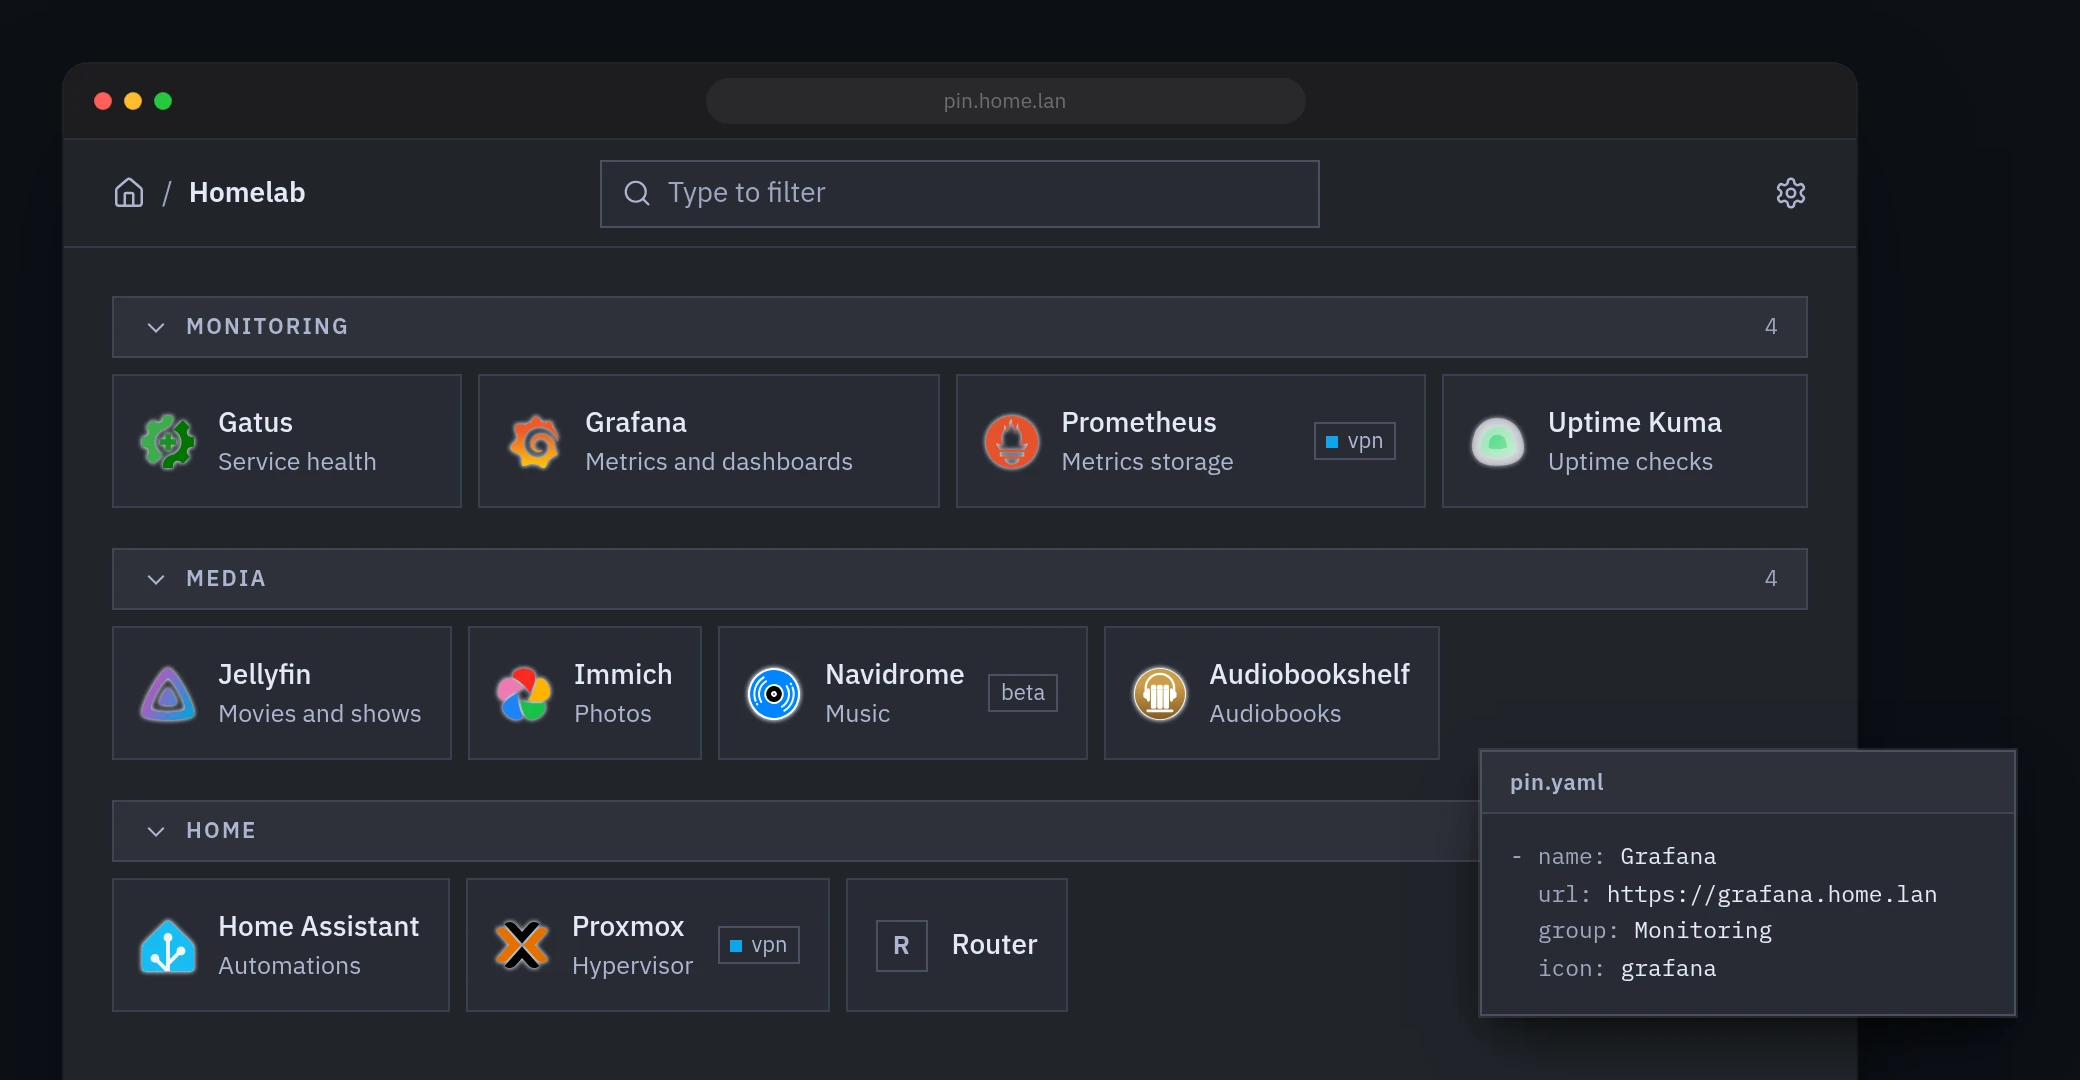 pin.home.lan
/ Homelab
Type to filter
MONITORING 4
Gatus
Service health
Grafana
Metrics and dashboards
Prometheus
Metrics storage
vpn
Uptime Kuma
Uptime checks
MEDIA 4
Jellyfin
Movies and shows
Immich
Photos
Navidrome
Music
beta
Audiobookshelf
Audiobooks
HOME
Home Assistant
Automations
Proxmox
Hypervisor
vpn
R
Router
pin.yaml
- name: Grafana
url: https://grafana.home.lan
group: Monitoring
icon: grafana